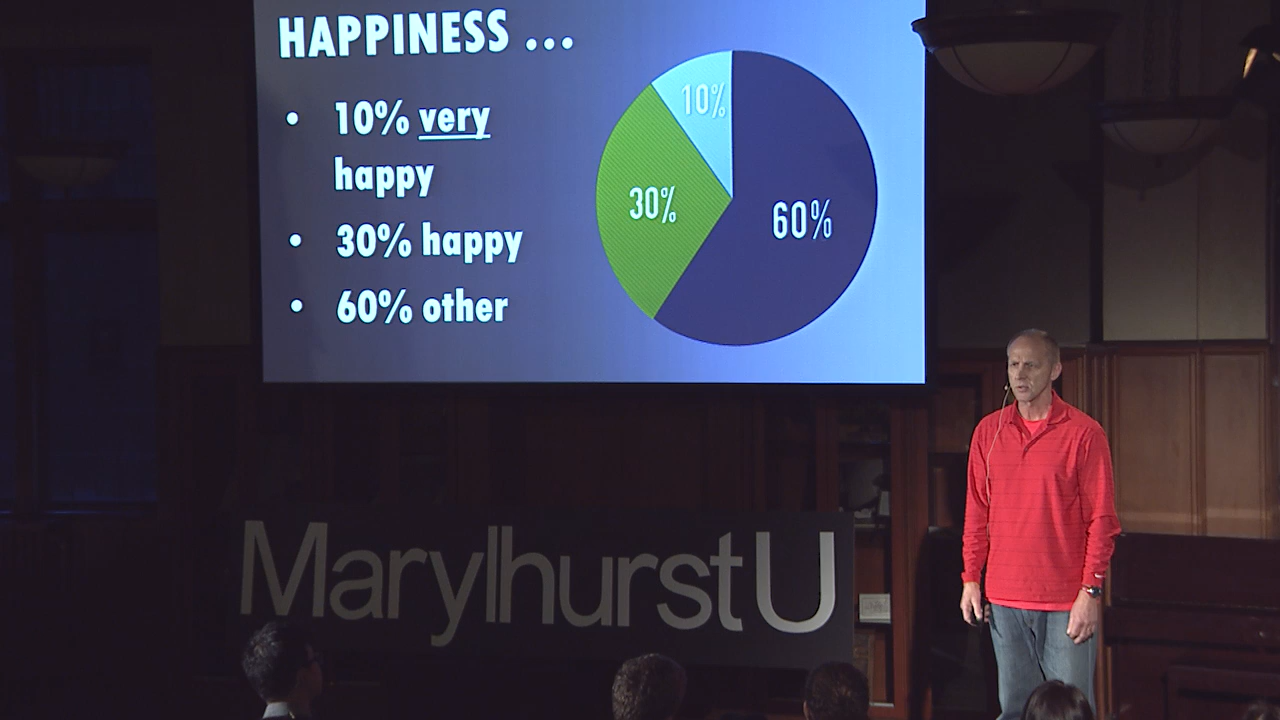 HAPPINESS ...
• 10% very
happy
• 30% happy
• 60% other
10%
30%
60%
MarylhurstU